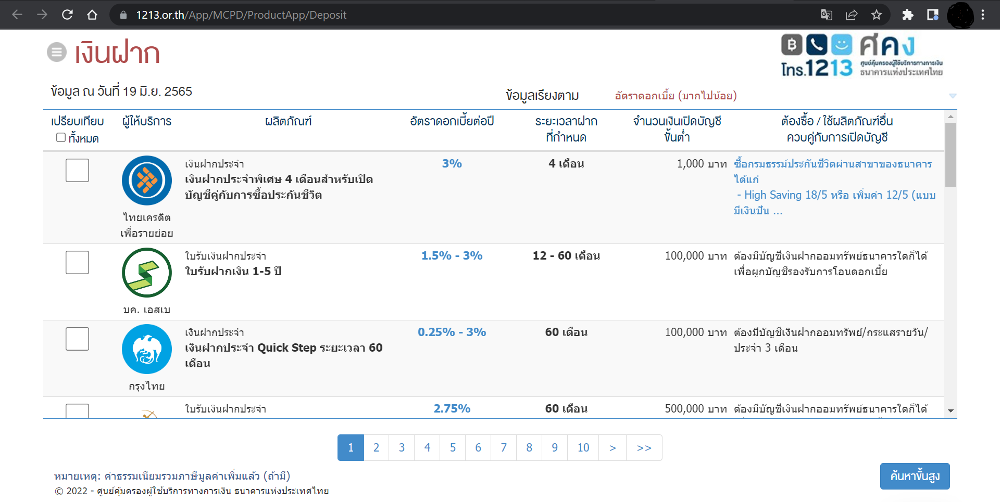 1213.or.th/App/MCPD/ProductApp/Deposit
เงินฝาก
ศคง
โทร.1213
ศูนย์คุ้มครองผู้ใช้บริการทางการเงิน
ธนาคารแห่งประเทศไทย
ข้อมูล ณ วันที่ 19 มิ.ย. 2565
ข้อมูลเรียงตาม อัตราดอกเบี้ย (มากไปน้อย)
เปรียบเทียบ ผู้ให้บริการ ผลิตภัณฑ์ อัตราดอกเบี้ยต่อปี ระยะเวลาฝาก จำนวนเงินเปิดบัญชี ต้องซื้อ / ใช้ผลิตภัณฑ์อื่น
ทั้งหมด ที่กำหนด ขั้นต่ำ ควบคู่กับการเปิดบัญชี
เงินฝากประจำ 3% 4 เดือน 1,000 บาท ซื้อกรมธรรม์ประกันชีวิตผ่านสาขาของธนาคาร
เงินฝากประจำพิเศษ 4 เดือนสำหรับเปิด ได้แก่
บัญชีคู่กับการซื้อประกันชีวิต - High Saving 18/5 หรือ เพิ่มค่า 12/5 (แบบ
มีเงินปัน ...
ไทยเครดิต
เพื่อรายย่อย
ใบรับเงินฝากประจำ 1.5% - 3% 12 - 60 เดือน 100,000 บาท ต้องมีบัญชีเงินฝากออมทรัพย์ธนาคารใดก็ได้
ใบรับฝากเงิน 1-5 ปี เพื่อผูกบัญชีรองรับการโอนดอกเบี้ย
บค. เอสเบ
เงินฝากประจำ 0.25% - 3% 60 เดือน 100,000 บาท ต้องมีบัญชีเงินฝากออมทรัพย์/กระแสรายวัน/
เงินฝากประจำ Quick Step ระยะเวลา 60 ประจำ 3 เดือน
เดือน
กรุงไทย
ใบรับเงินฝากประจำ 2.75% 60 เดือน 500,000 บาท ต้องมีบัญชีเงินฝากออมทรัพย์ธนาคารใดก็ได้
1 2 3 4 5 6 7 8 9 10 > >>
หมายเหตุ: ค่าธรรมเนียมรวมภาษีมูลค่าเพิ่มแล้ว (ถ้ามี)
ค้นหาขั้นสูง
© 2022 - ศูนย์คุ้มครองผู้ใช้บริการทางการเงิน ธนาคารแห่งประเทศไทย